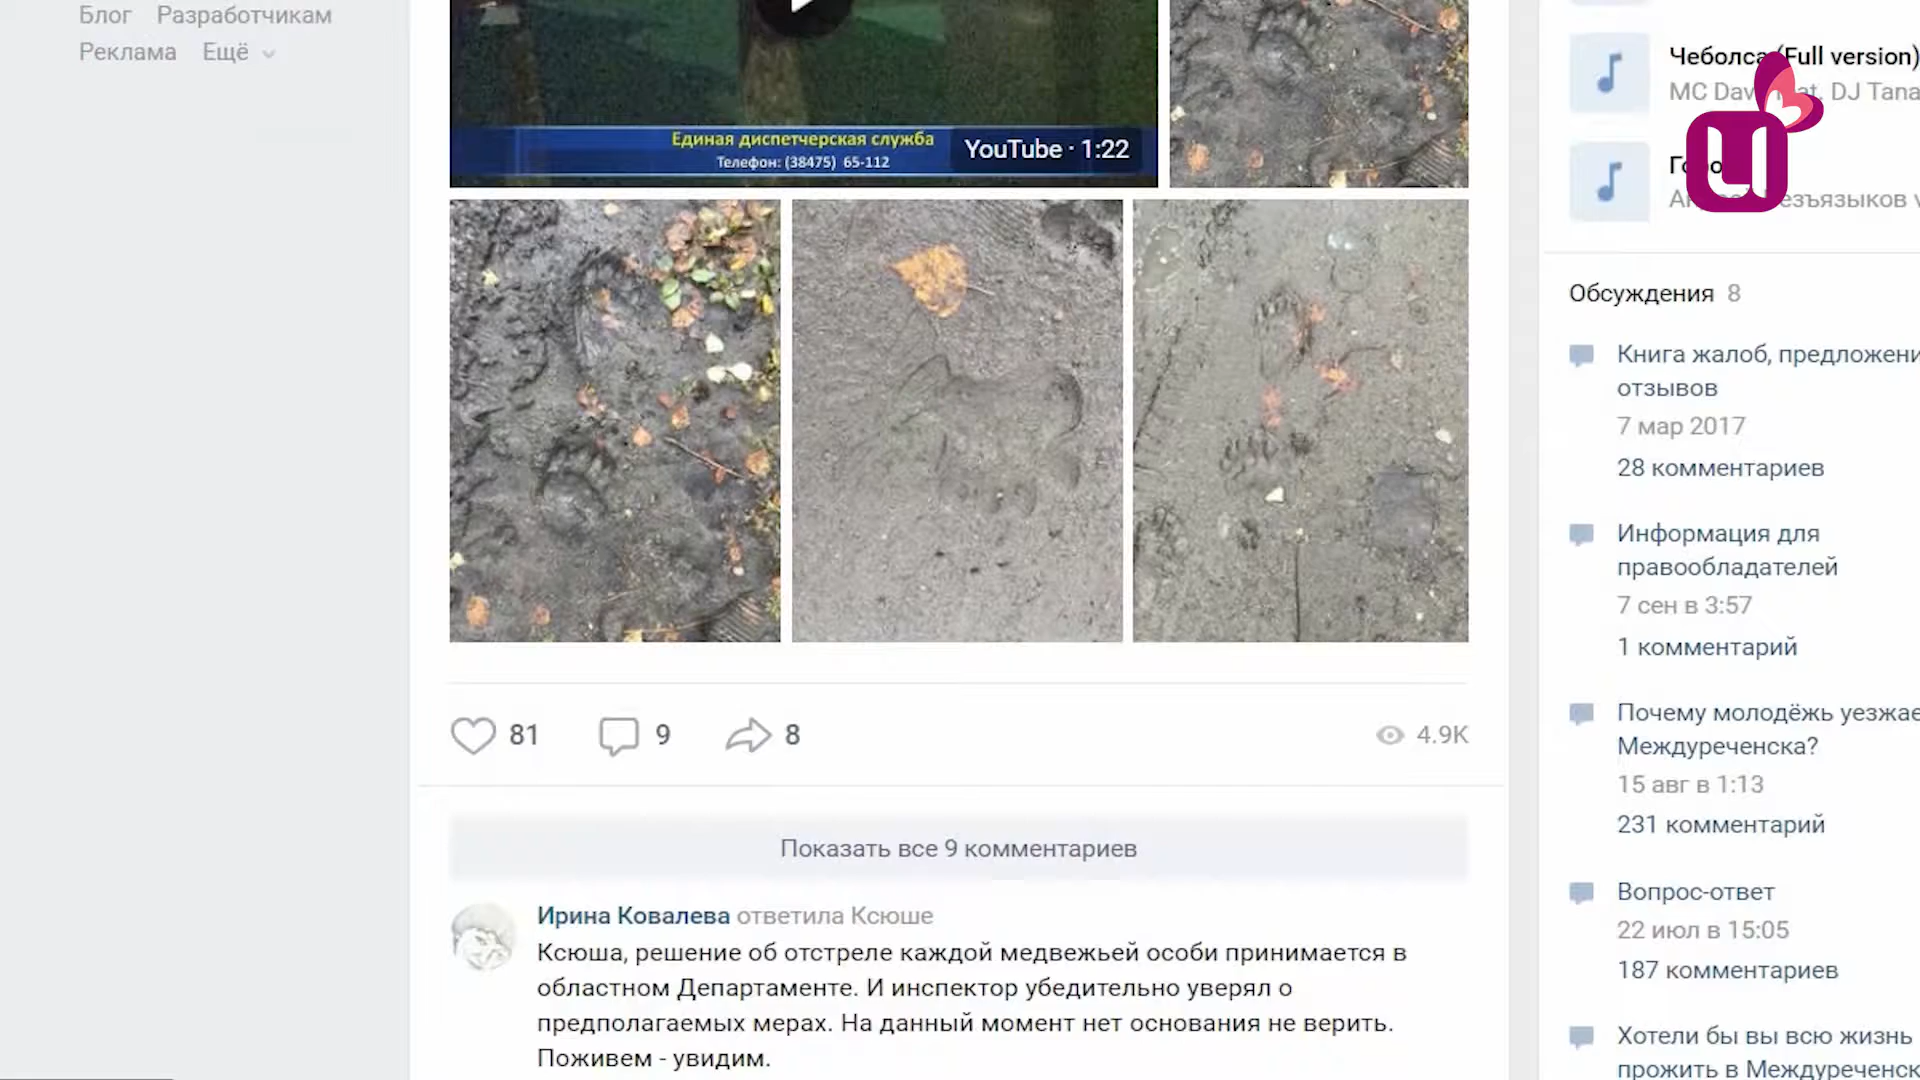 Блог Разработчикам
Реклама Ещё
Единая диспетчерская служба
Телефон: (38475) 65-112
YouTube · 1:22
81
9
8
4.9K
Показать все 9 комментариев
Ирина Ковалева ответила Ксюше
Ксюша, решение об отстреле каждой медвежьей особи принимается в
областном Департаменте. И инспектор убедительно уверял о
предполагаемых мерах. На данный момент нет основания не верить.
Поживем - увидим.
Чеболса (Full version)
MC Dav at. DJ Tana
езъязыков
Обсуждения 8
Книга жалоб, предложени
отзывов
7 мар 2017
28 комментариев
Информация для
правообладателей
7 сен в 3:57
1 комментарий
Почему молодёжь уезжае
Междуреченска?
15 авг в 1:13
231 комментарий
Вопрос-ответ
22 июл в 15:05
187 комментариев
Хотели бы вы всю жизнь
прожить в Междуреченск